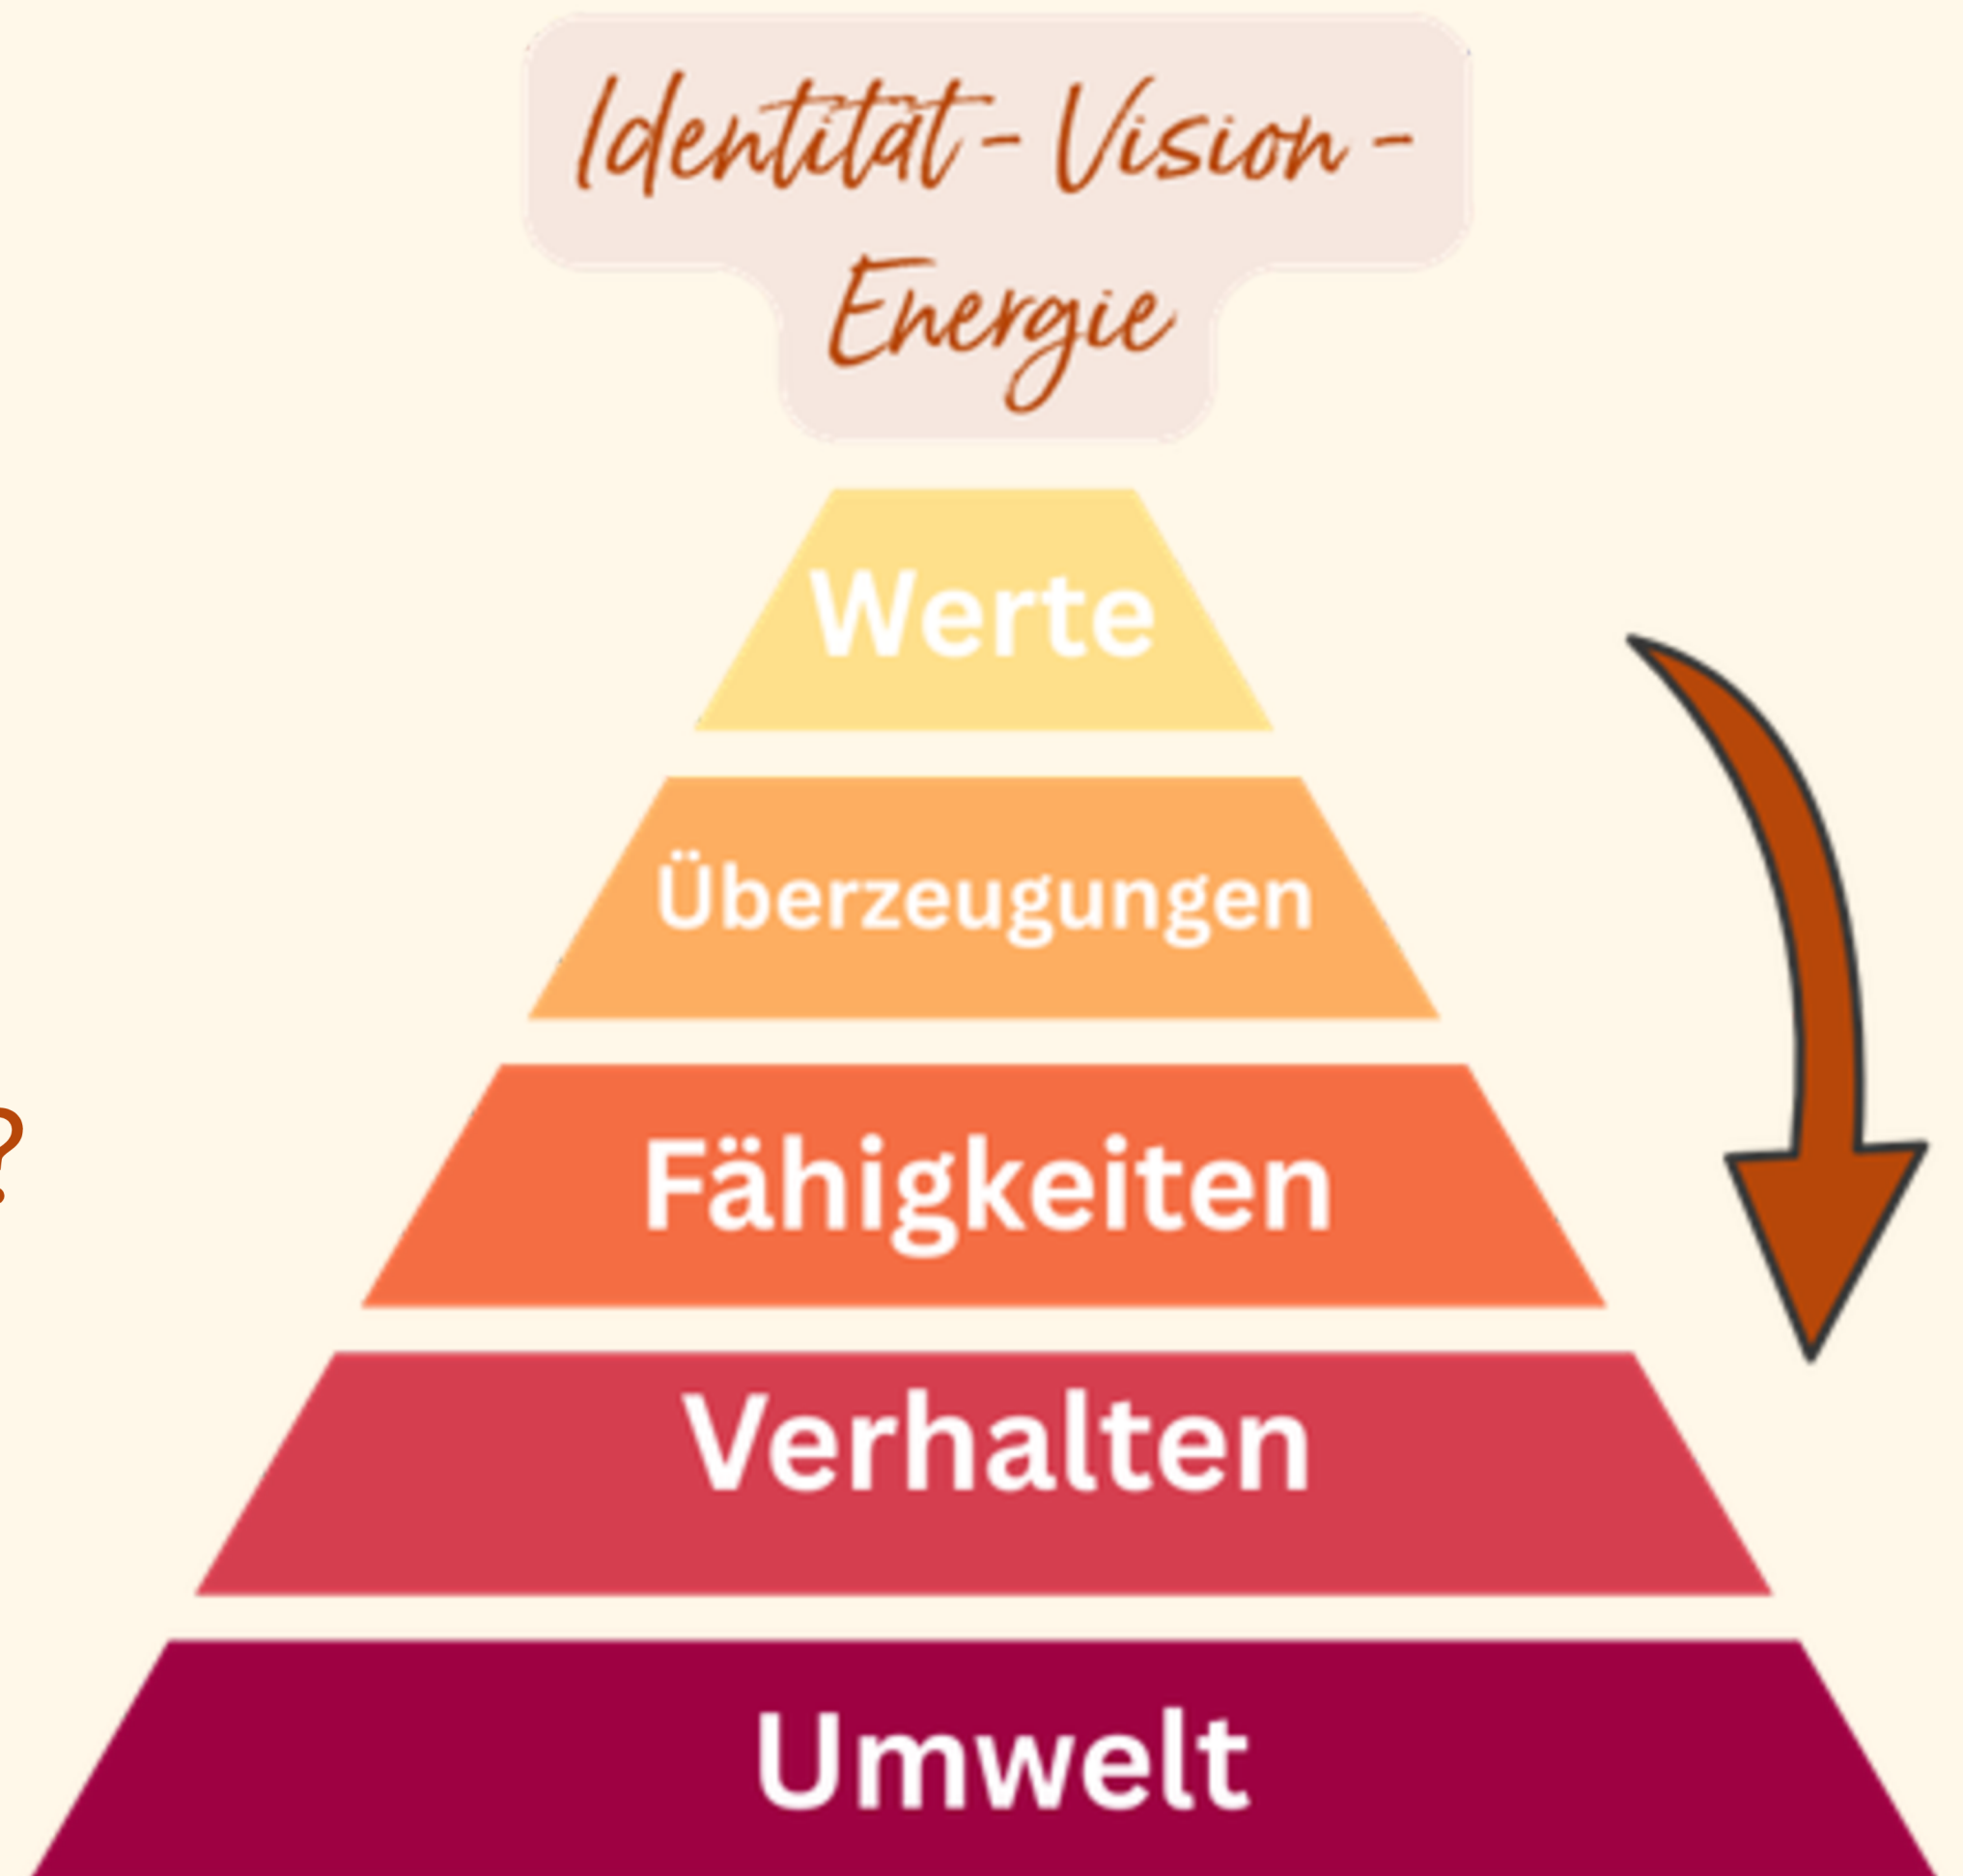 Identität - Vision -
Energie
Werte
Überzeugungen
Fähigkeiten
?
Verhalten
Umwelt